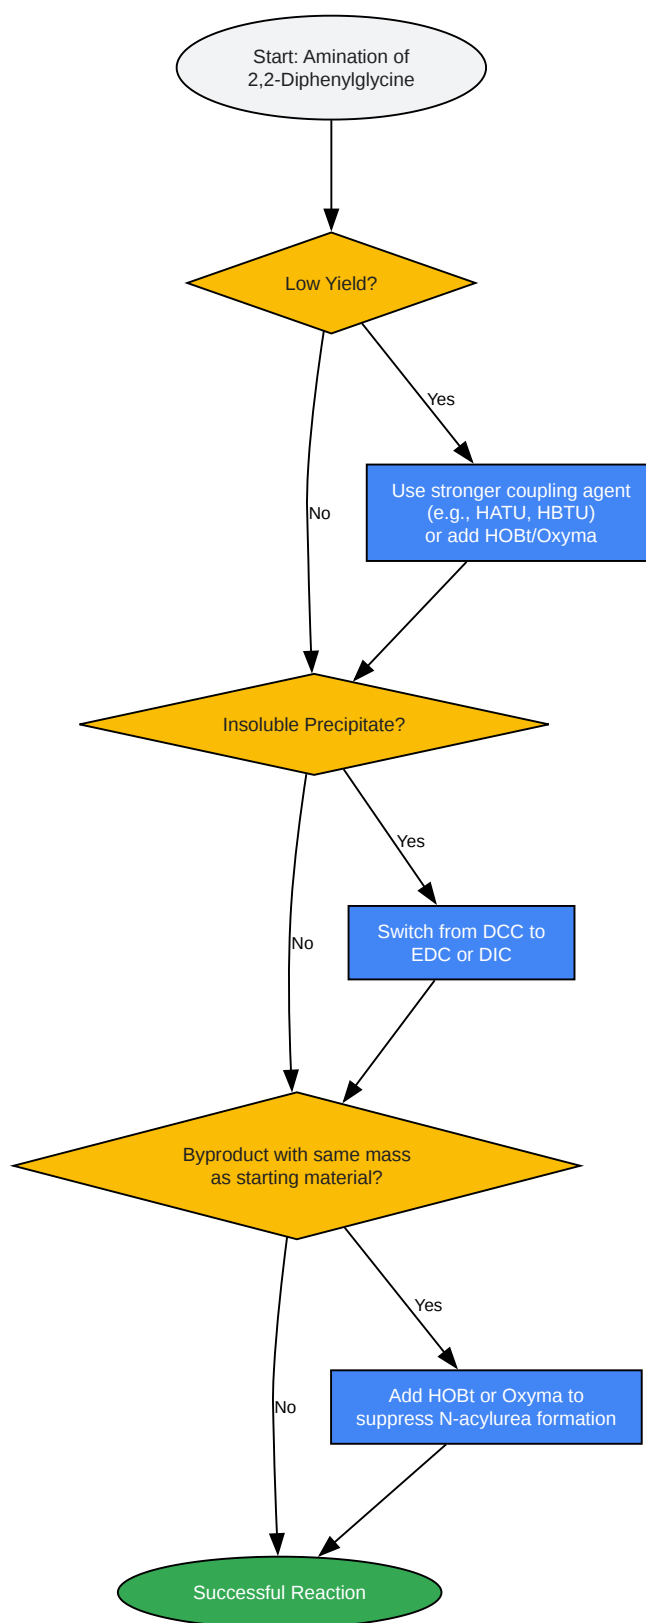 Start: Amination of
2,2-Diphenylglycine
Low Yield?
Yes
Use stronger coupling agent
(e.g., HATU, HBTU)
or add HOBt/Oxyma
No
Insoluble Precipitate?
Yes
Switch from DCC to
EDC or DIC
No
Byproduct with same mass
as starting material?
Yes
Add HOBt or Oxyma to
suppress N-acylurea formation
No
Successful Reaction